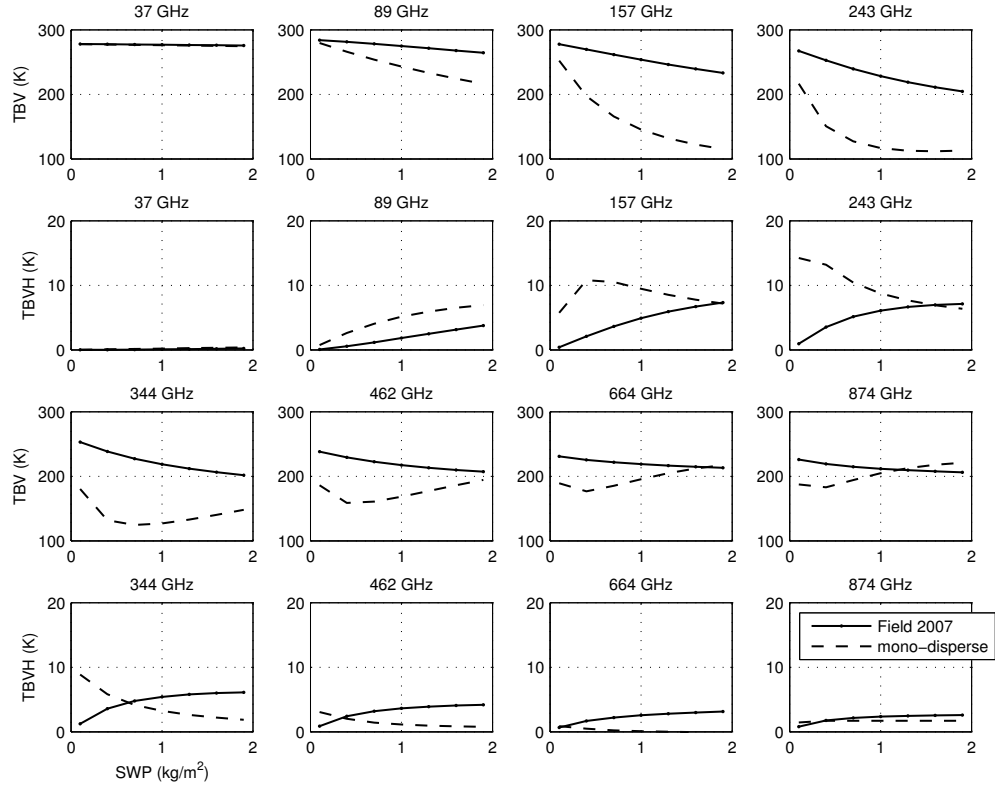 37 GHz 89 GHz 157 GHz 243 GHz
300 300 300 300
TBV (K)
200 200 200 200
100 100 100 100
0 1 2 0 1 2 0 1 2 0 1 2
37 GHz 89 GHz 157 GHz 243 GHz
20 20 20 20
TBVH (K)
10 10 10 10
0 0 0 0
0 1 2 0 1 2 0 1 2 0 1 2
344 GHz 462 GHz 664 GHz 874 GHz
300 300 300 300
TBV (K)
200 200 200 200
100 100 100 100
0 1 2 0 1 2 0 1 2 0 1 2
344 GHz 462 GHz 664 GHz 874 GHz
20 20 20 20
Field 2007
mono−disperse
TBVH (K)
10 10 10 10
0 0 0 0
0 1 2 0 1 2 0 1 2 0 1 2
SWP (kg/m²)